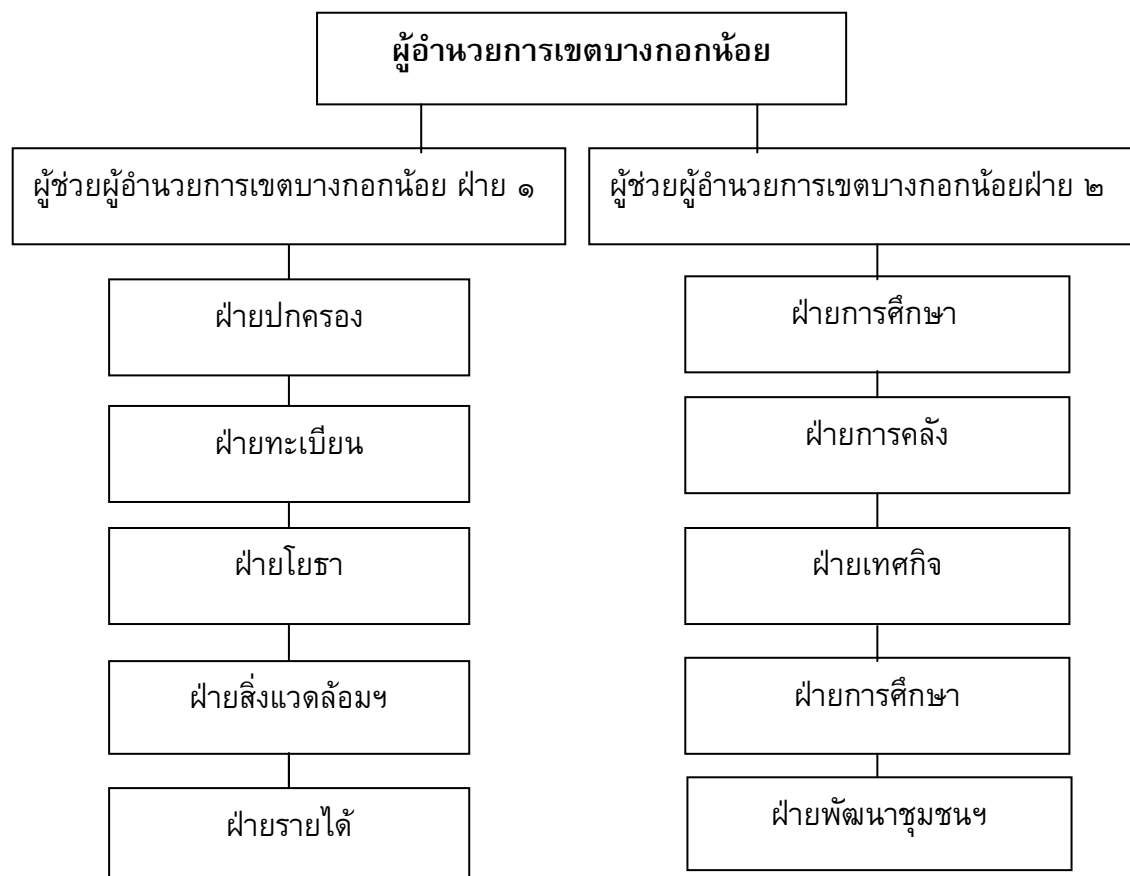 ผู้อำนวยการเขตบางกอกน้อย
ผู้ช่วยผู้อำนวยการเขตบางกอกน้อย ฝ่าย ๑
ผู้ช่วยผู้อำนวยการเขตบางกอกน้อยฝ่าย ๒
ฝ่ายปกครอง
ฝ่ายการศึกษา
ฝ่ายทะเบียน
ฝ่ายการคลัง
ฝ่ายโยธา
ฝ่ายเทศกิจ
ฝ่ายสิ่งแวดล้อมฯ
ฝ่ายการศึกษา
ฝ่ายรายได้
ฝ่ายพัฒนาชุมชนฯ